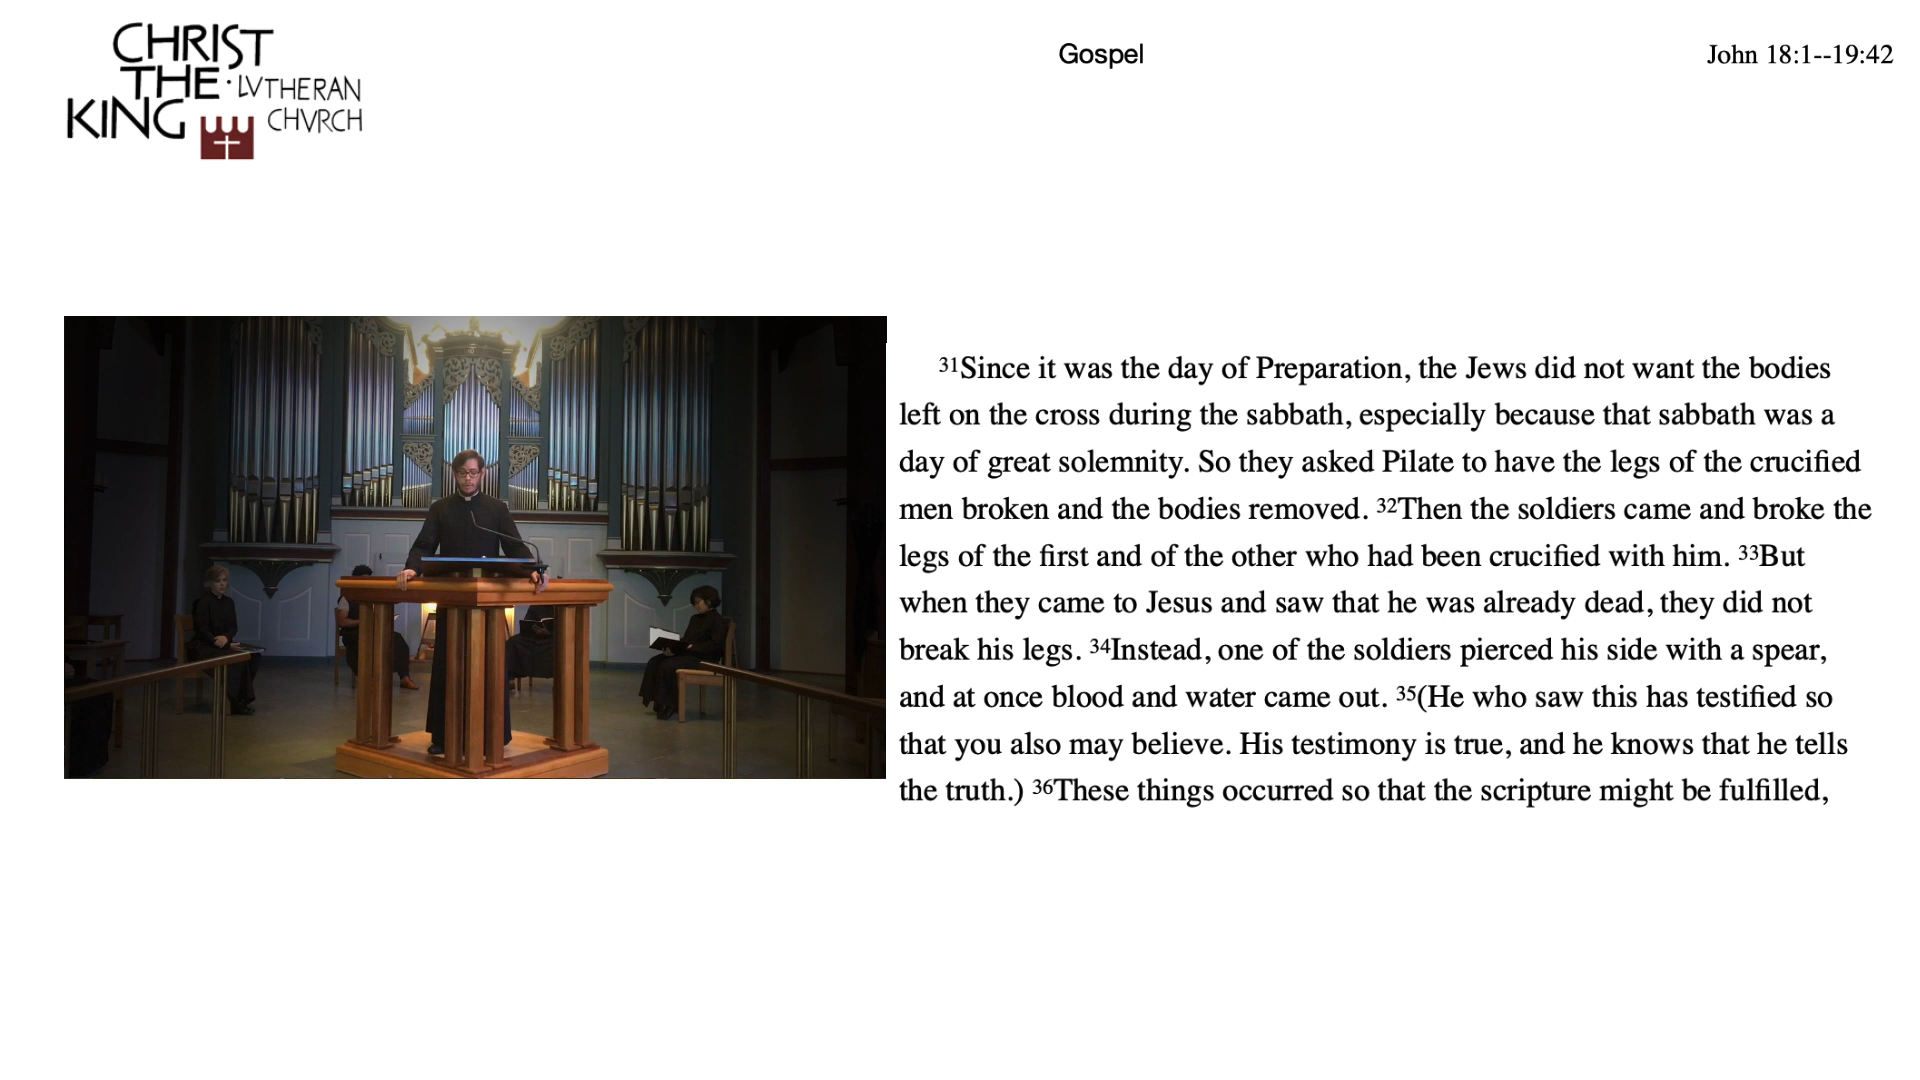 CHRIST
THE · LVTHERAN
KING CHVRCH
Gospel
John 18:1--19:42
31Since it was the day of Preparation, the Jews did not want the bodies
left on the cross during the sabbath, especially because that sabbath was a
day of great solemnity. So they asked Pilate to have the legs of the crucified
men broken and the bodies removed. 32Then the soldiers came and broke the
legs of the first and of the other who had been crucified with him. 33But
when they came to Jesus and saw that he was already dead, they did not
break his legs. 34Instead, one of the soldiers pierced his side with a spear,
and at once blood and water came out. 35(He who saw this has testified so
that you also may believe. His testimony is true, and he knows that he tells
the truth.) 36These things occurred so that the scripture might be fulfilled,